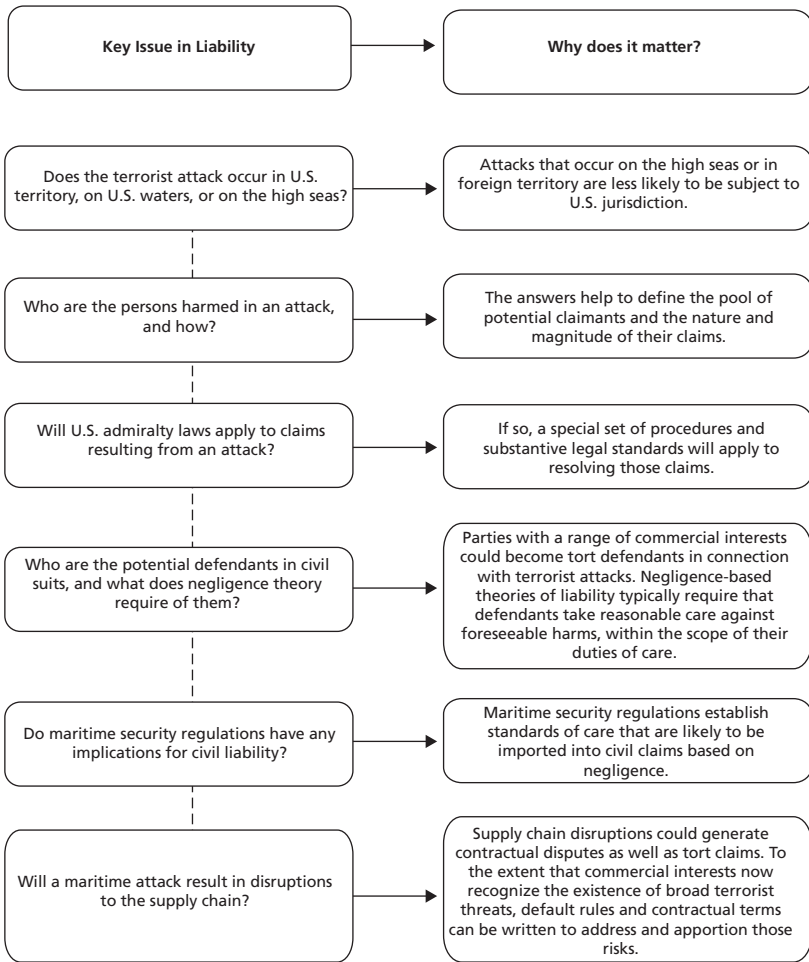 Key Issue in Liability
Why does it matter?
Does the terrorist attack occur in U.S.
territory, on U.S. waters, or on the high seas?
Attacks that occur on the high seas or in
foreign territory are less likely to be subject to
U.S. jurisdiction.
Who are the persons harmed in an attack,
and how?
The answers help to define the pool of
potential claimants and the nature and
magnitude of their claims.
Will U.S. admiralty laws apply to claims
resulting from an attack?
If so, a special set of procedures and
substantive legal standards will apply to
resolving those claims.
Who are the potential defendants in civil
suits, and what does negligence theory
require of them?
Parties with a range of commercial interests
could become tort defendants in connection
with terrorist attacks. Negligence-based
theories of liability typically require that
defendants take reasonable care against
foreseeable harms, within the scope of their
duties of care.
Do maritime security regulations have any
implications for civil liability?
Maritime security regulations establish
standards of care that are likely to be
imported into civil claims based on
negligence.
Will a maritime attack result in disruptions
to the supply chain?
Supply chain disruptions could generate
contractual disputes as well as tort claims. To
the extent that commercial interests now
recognize the existence of broad terrorist
threats, default rules and contractual terms
can be written to address and apportion those
risks.